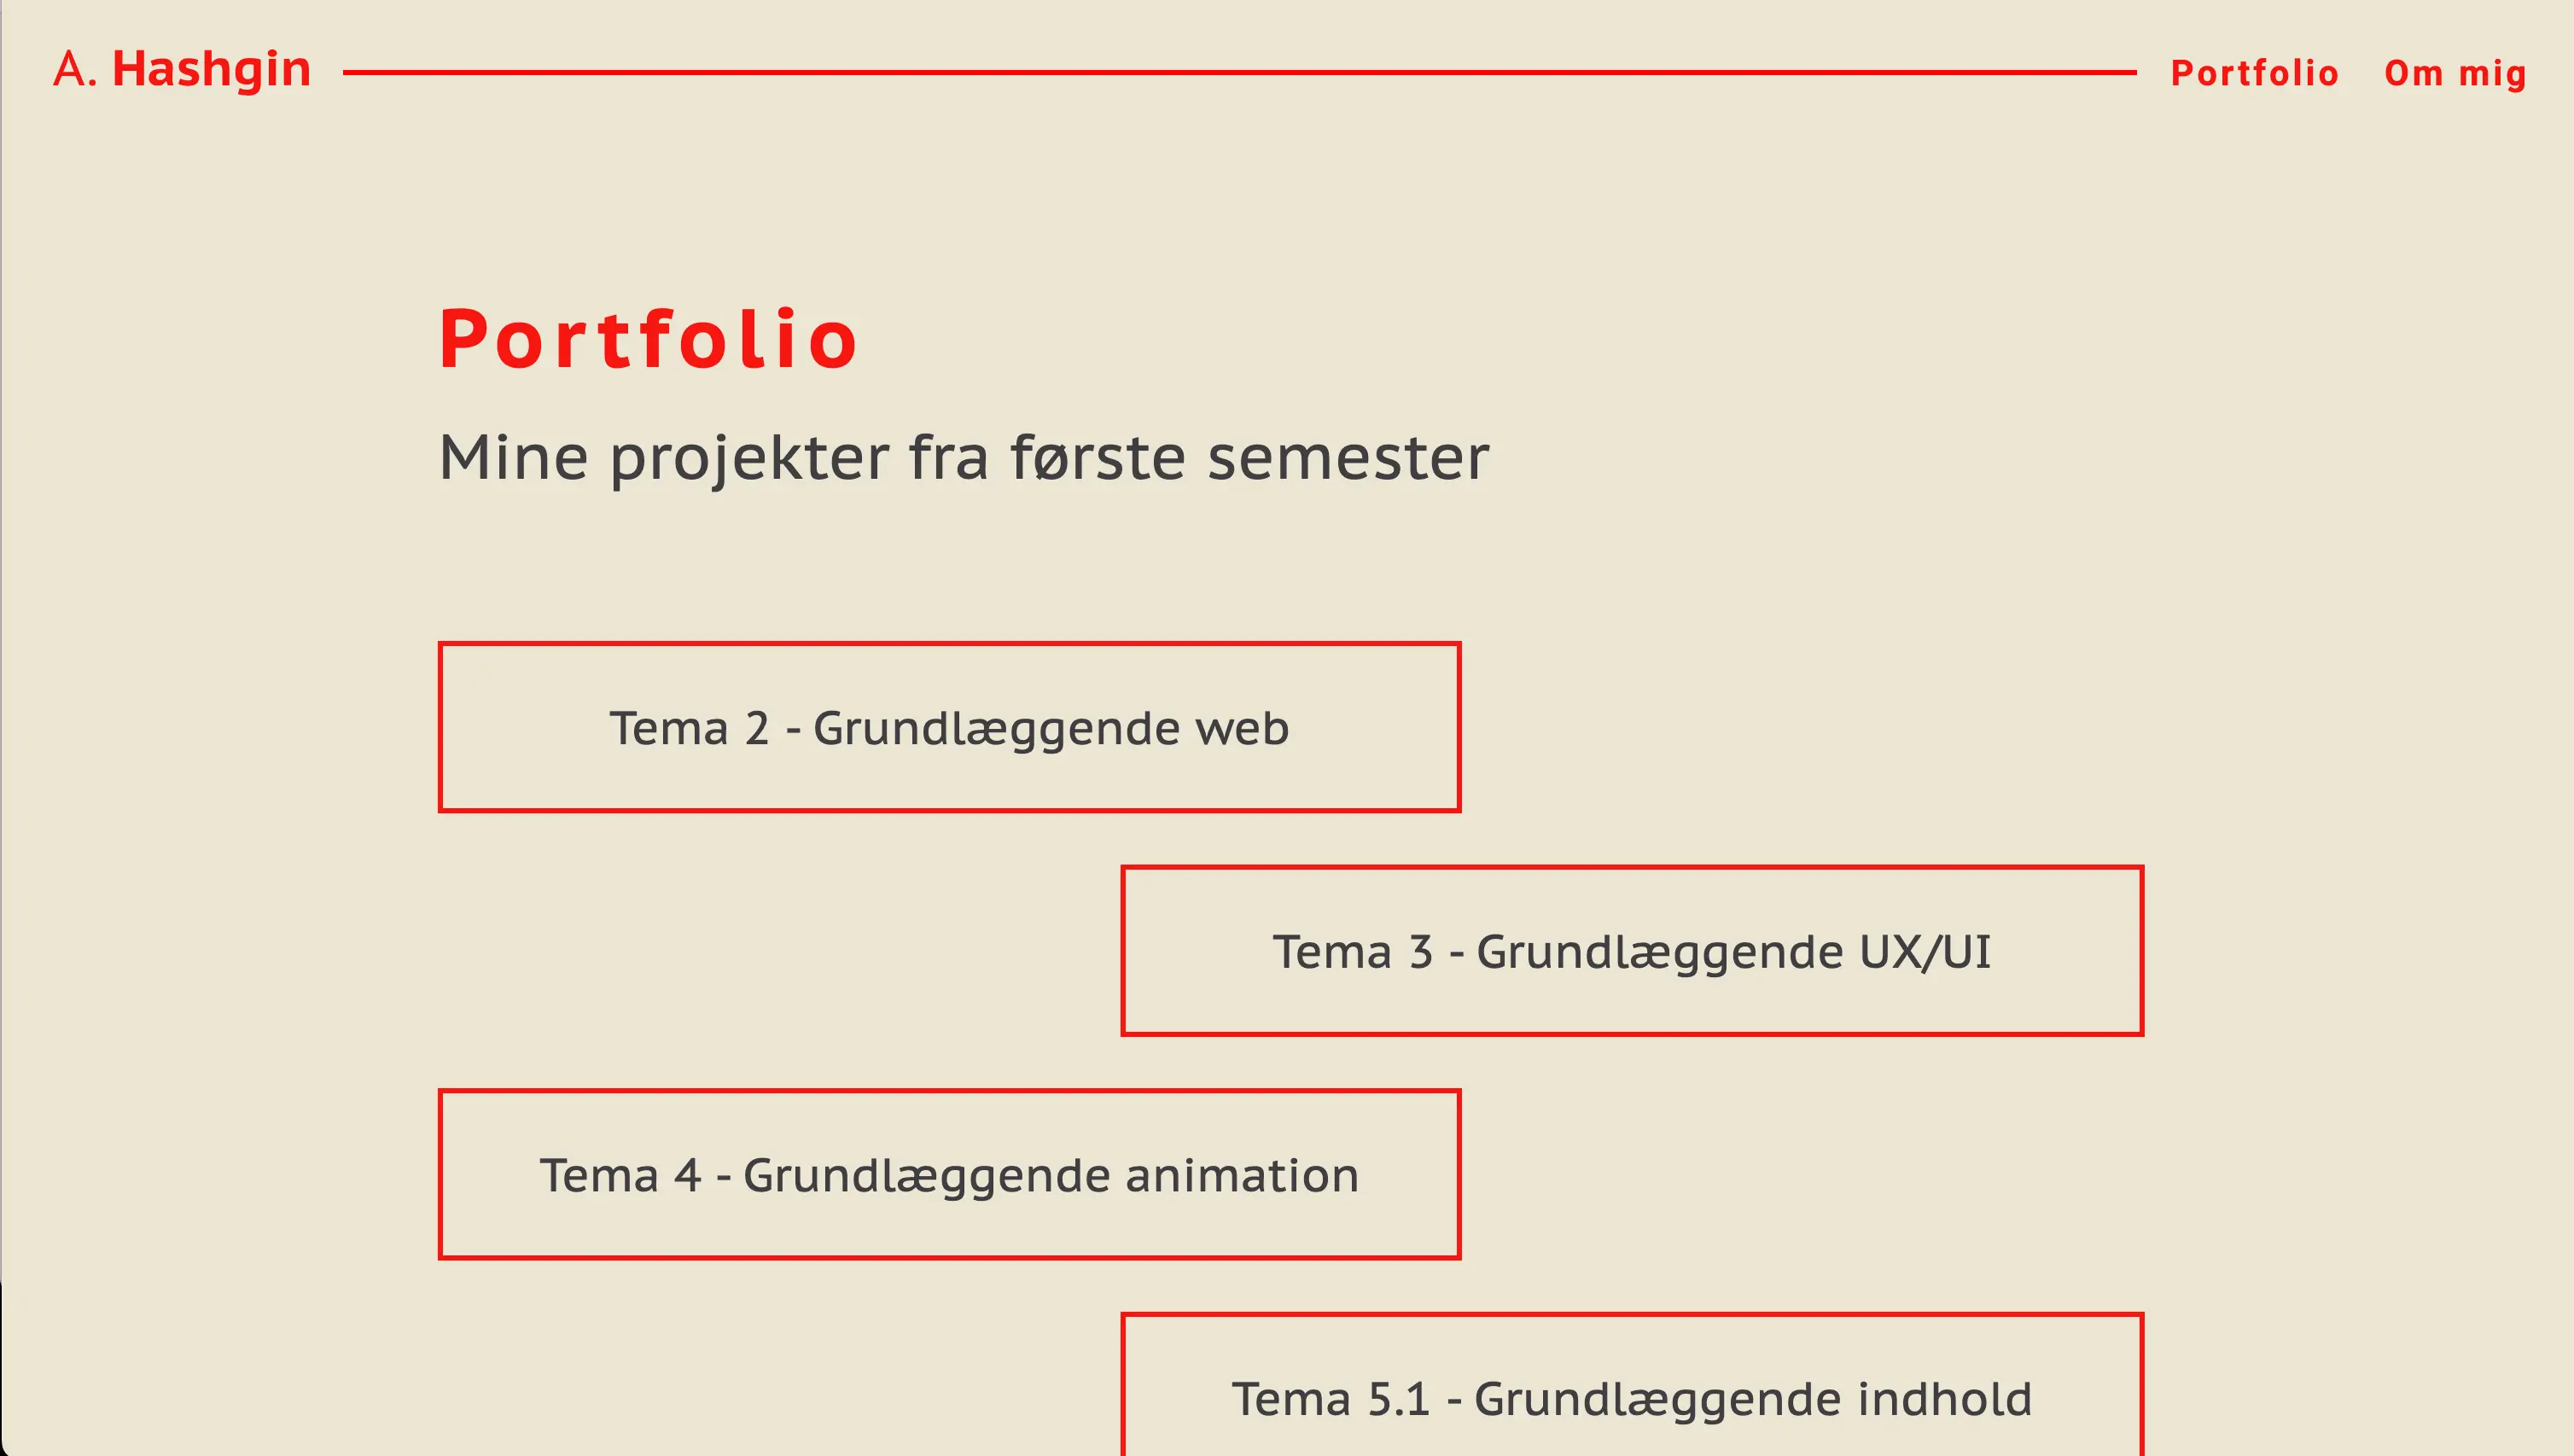 A. Hashgin
Portfolio
Om mig
Portfolio
Mine projekter fra første semester
Tema 2 - Grundlæggende web
Tema 3 - Grundlæggende UX/UI
Tema 4 - Grundlæggende animation
Tema 5.1 - Grundlæggende indhold